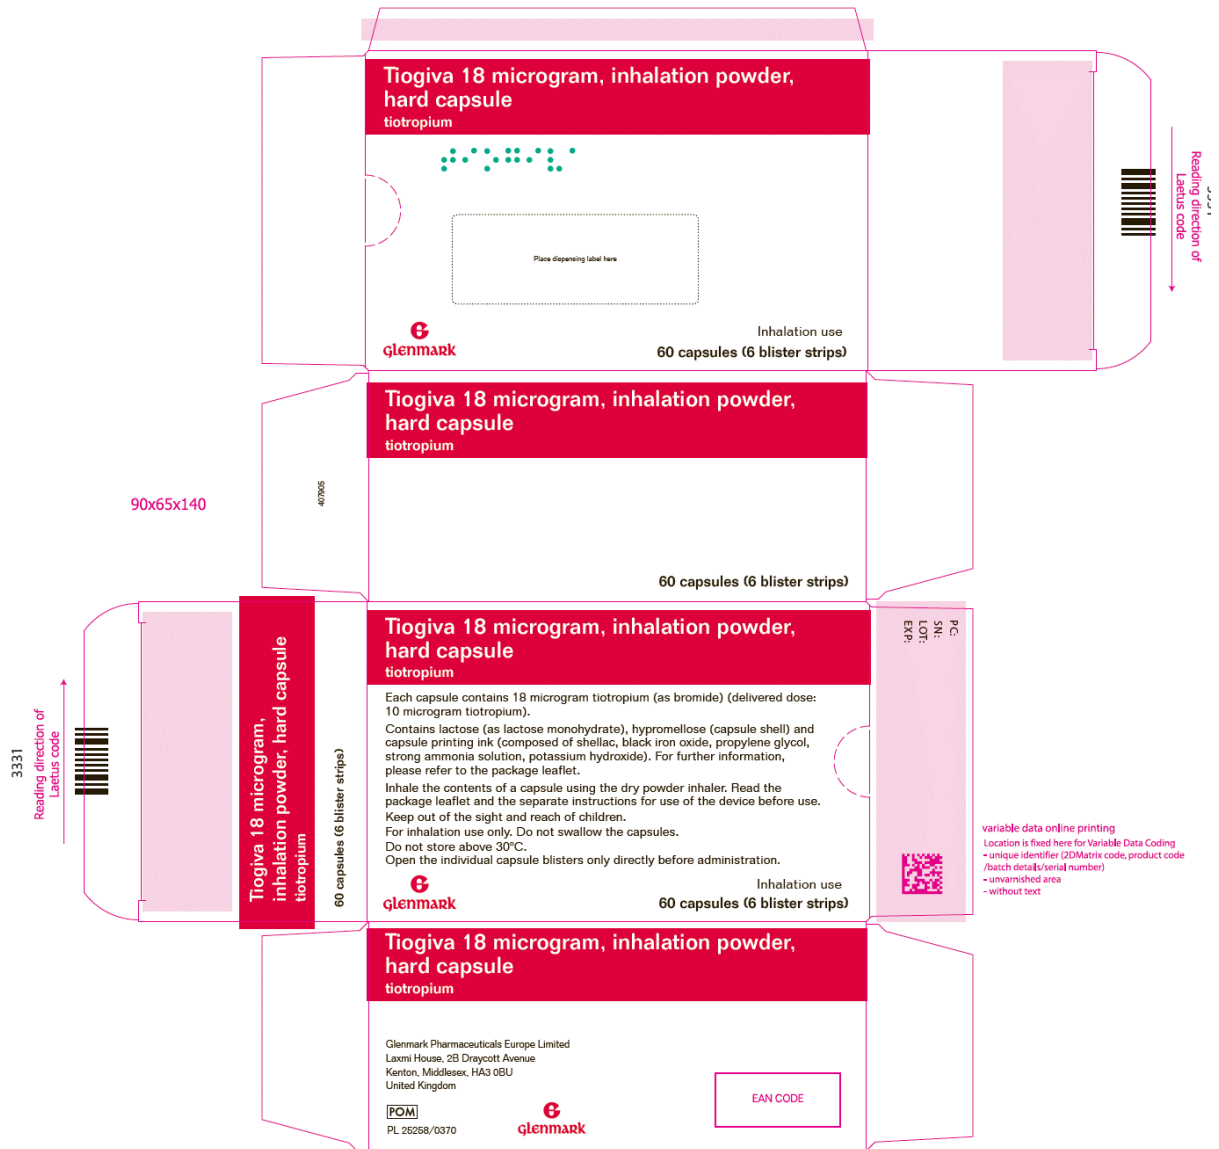 Tiogiva 18 microgram, inhalation powder,
hard capsule
tiotropium
⠞⠊⠕⠛⠊⠧⠁
Place dispencing label here
Glenmark
Inhalation use
60 capsules (6 blister strips)
Reading direction of
Laetus code
3331
Tiogiva 18 microgram, inhalation powder,
hard capsule
tiotropium
407905
90x65x140
60 capsules (6 blister strips)
3331
Reading direction of
Laetus code
Tiogiva 18 microgram,
inhalation powder, hard capsule
tiotropium
60 capsules (6 blister strips)
Tiogiva 18 microgram, inhalation powder,
hard capsule
tiotropium
Each capsule contains 18 microgram tiotropium (as bromide) (delivered dose:
10 microgram tiotropium).
Contains lactose (as lactose monohydrate), hypromellose (capsule shell) and
capsule printing ink (composed of shellac, black iron oxide, propylene glycol,
strong ammonia solution, potassium hydroxide). For further information,
please refer to the package leaflet.
Inhale the contents of a capsule using the dry powder inhaler. Read the
package leaflet and the separate instructions for use of the device before use.
Keep out of the sight and reach of children.
For inhalation use only. Do not swallow the capsules.
Do not store above 30°C.
Open the individual capsule blisters only directly before administration.
Glenmark
Inhalation use
60 capsules (6 blister strips)
PC:
SN:
LOT:
EXP:
variable data online printing
Location is fixed here for Variable Data Coding
- unique identifier (2DMatrix code, product code
/batch details/serial number)
- unvarnished area
- without text
Tiogiva 18 microgram, inhalation powder,
hard capsule
tiotropium
Glenmark Pharmaceuticals Europe Limited
Laxmi House, 2B Draycott Avenue
Kenton, Middlesex, HA3 0BU
United Kingdom
POM
PL 25258/0370
Glenmark
EAN CODE